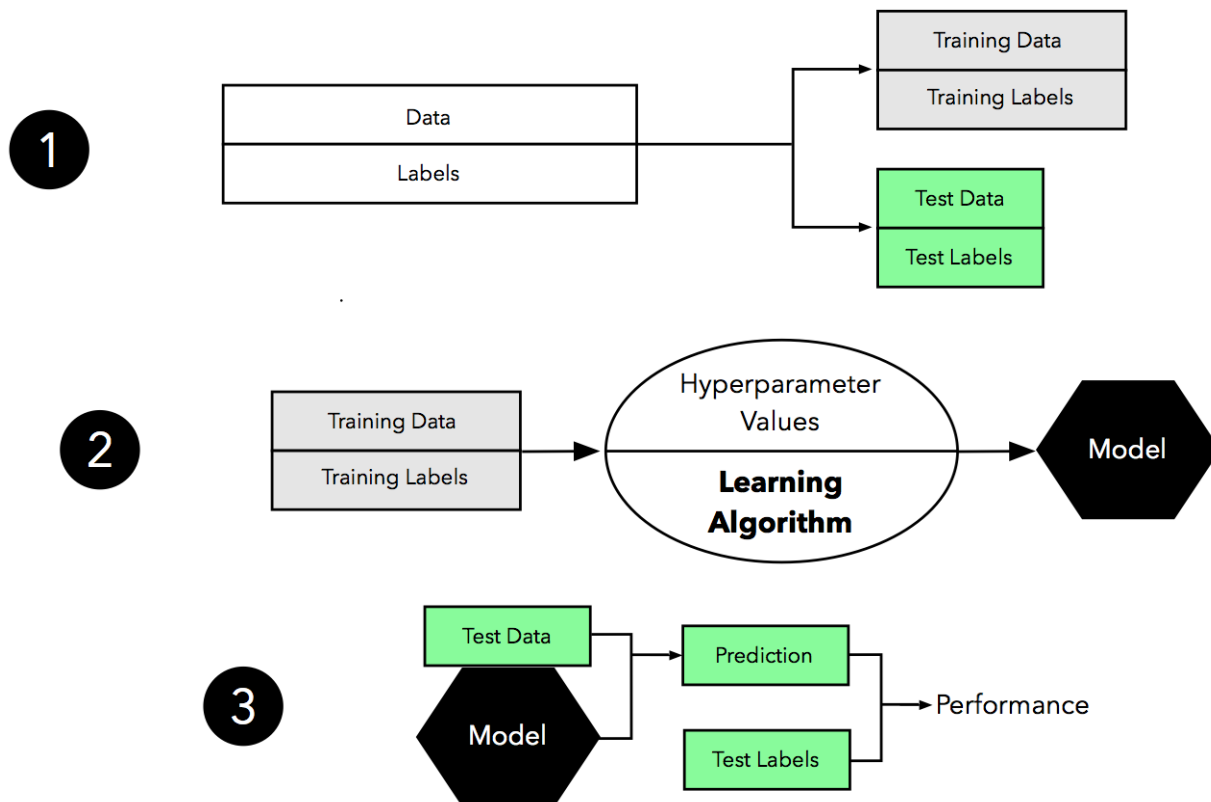 1
Data
Labels
Training Data
Training Labels
Test Data
Test Labels
2
Training Data
Training Labels
Hyperparameter
Values
Learning
Algorithm
Model
3
Test Data
Model
Prediction
Test Labels
Performance